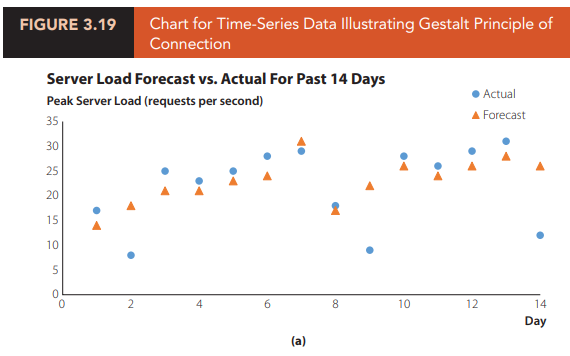 FIGURE 3.19
Chart for Time-Series Data Illustrating Gestalt Principle of
Connection
Server Load Forecast vs. Actual For Past 14 Days
Peak Server Load (requests per second)
Actual
Forecast
35
30
25
20
15
10
5
0
0 2 4 6 8 10 12 14
Day
(a)